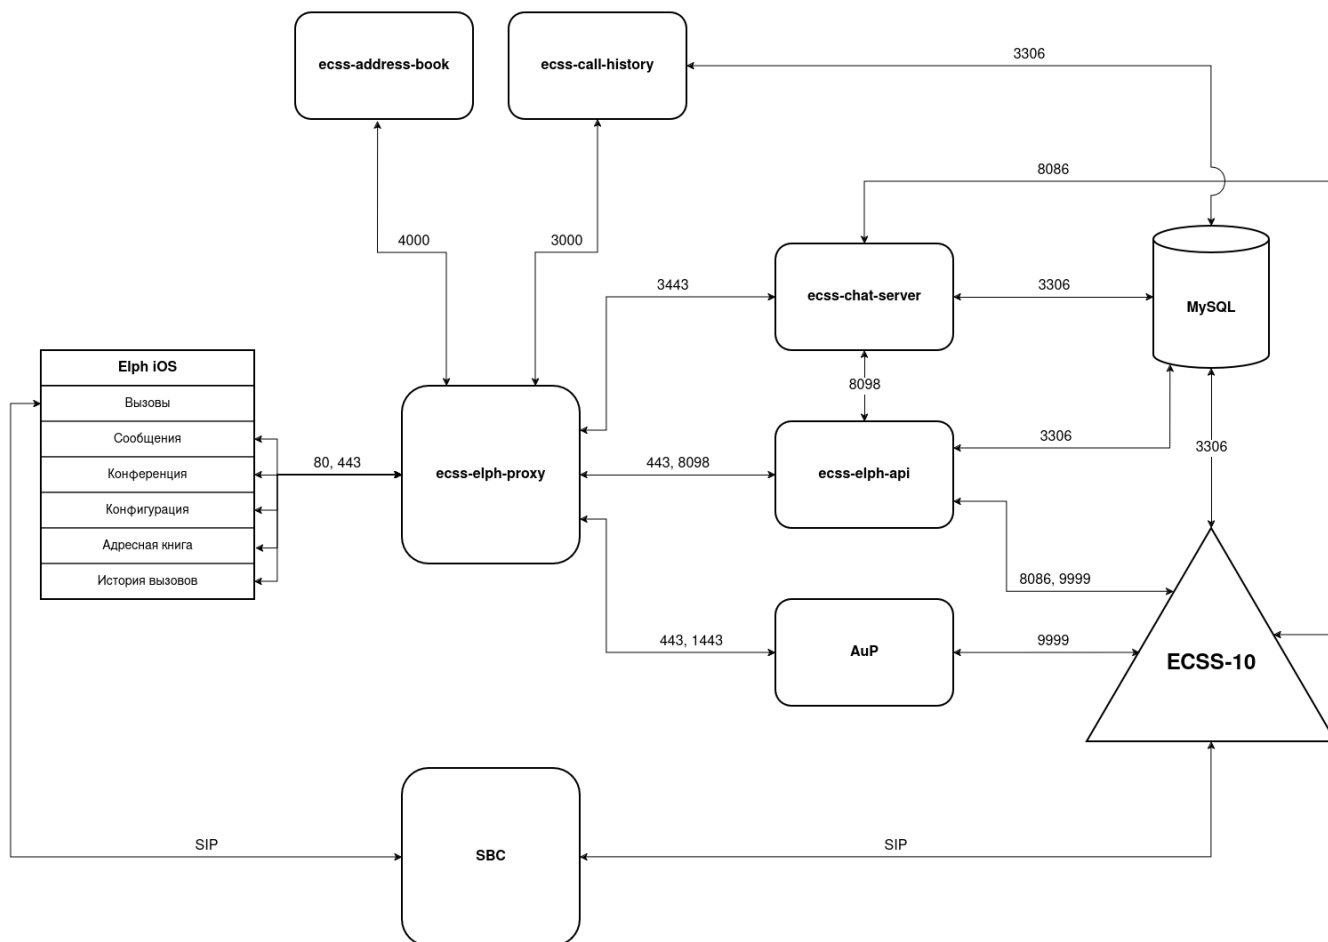 ecss-address-book
ecss-call-history
3306
8086
4000
3000
3443
ecss-chat-server
3306
MySQL
Elph iOS
Вызовы
Сообщения
Конференция
Конфигурация
Адресная книга
История вызовов
80, 443
ecss-elph-proxy
8098
443, 8098
ecss-elph-api
3306
3306
8086, 9999
443, 1443
AuP
9999
ECSS-10
SIP
SBC
SIP